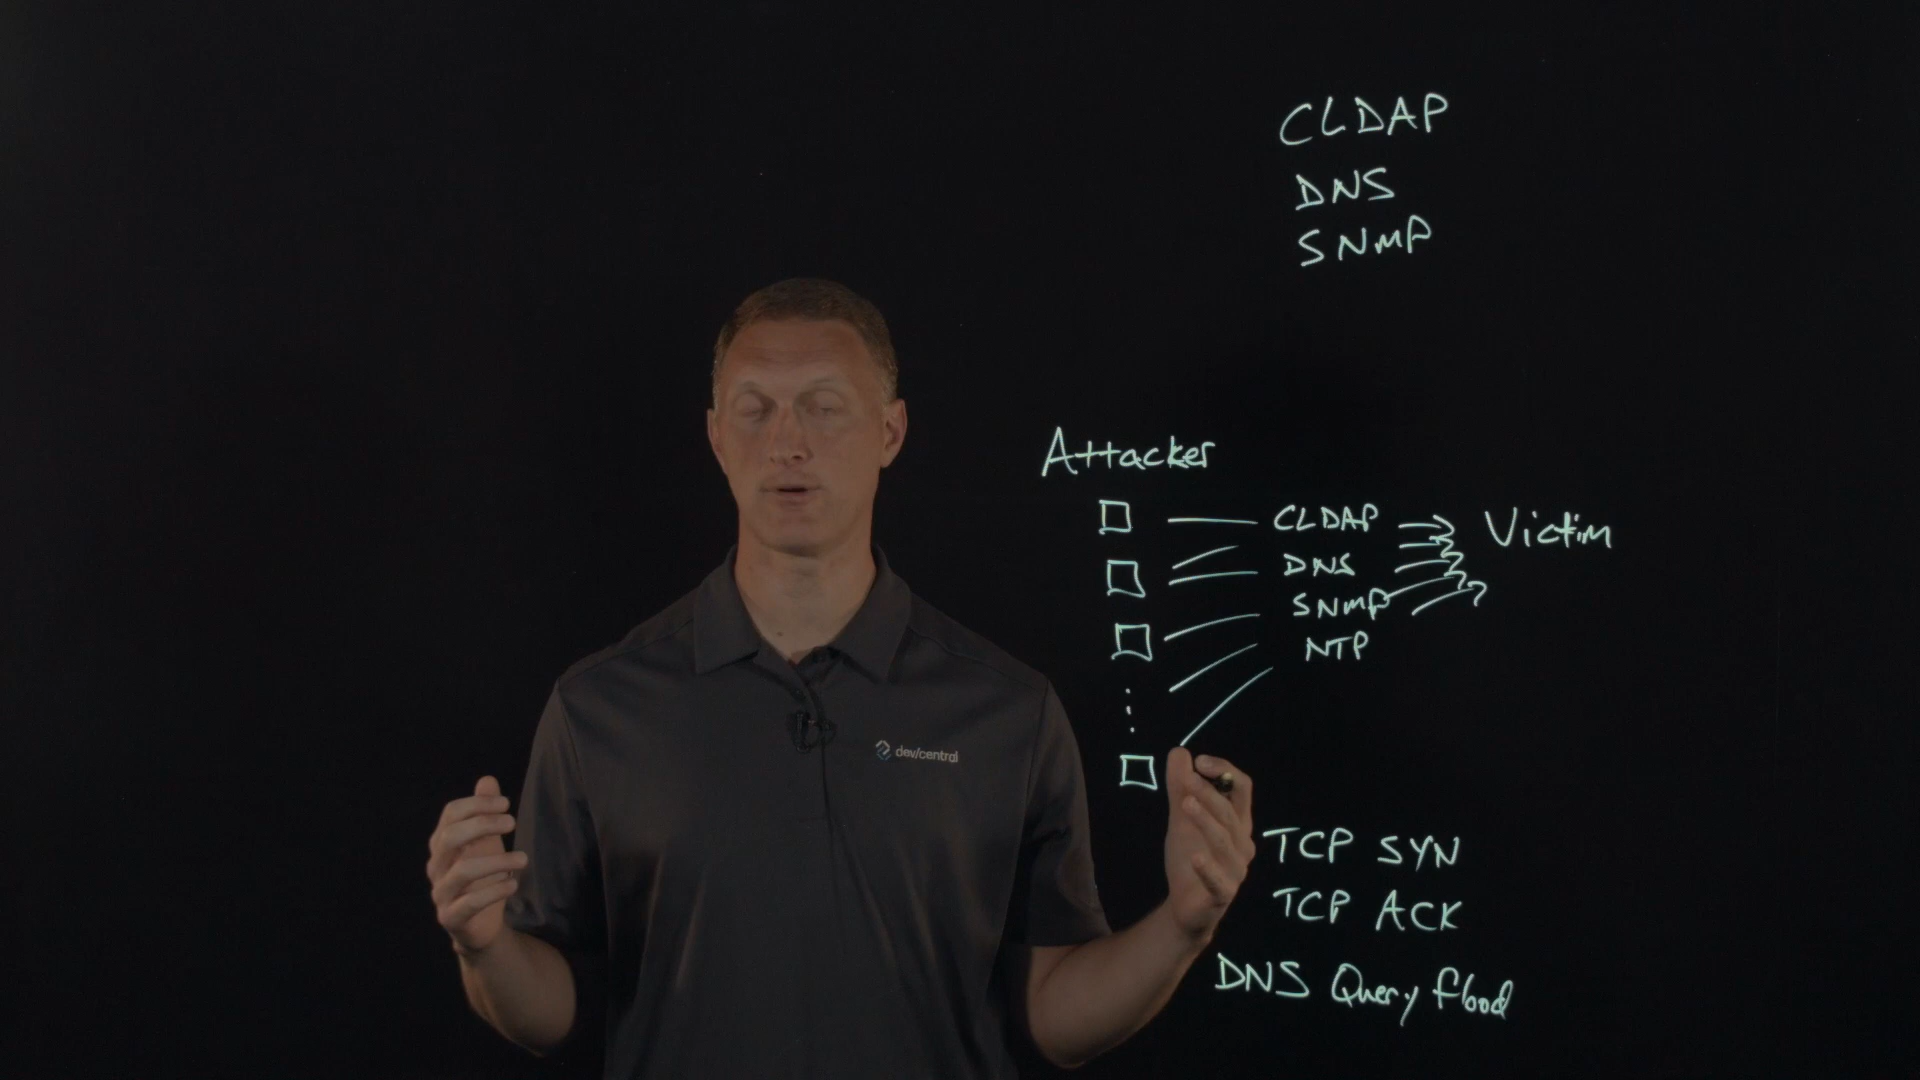 CLDAP
DNS
SNMP
Attacker
CLDAP
Victim
DNS
SNMP
NTP
dev/central
TCP SYN
TCP ACK
DNS Query flood